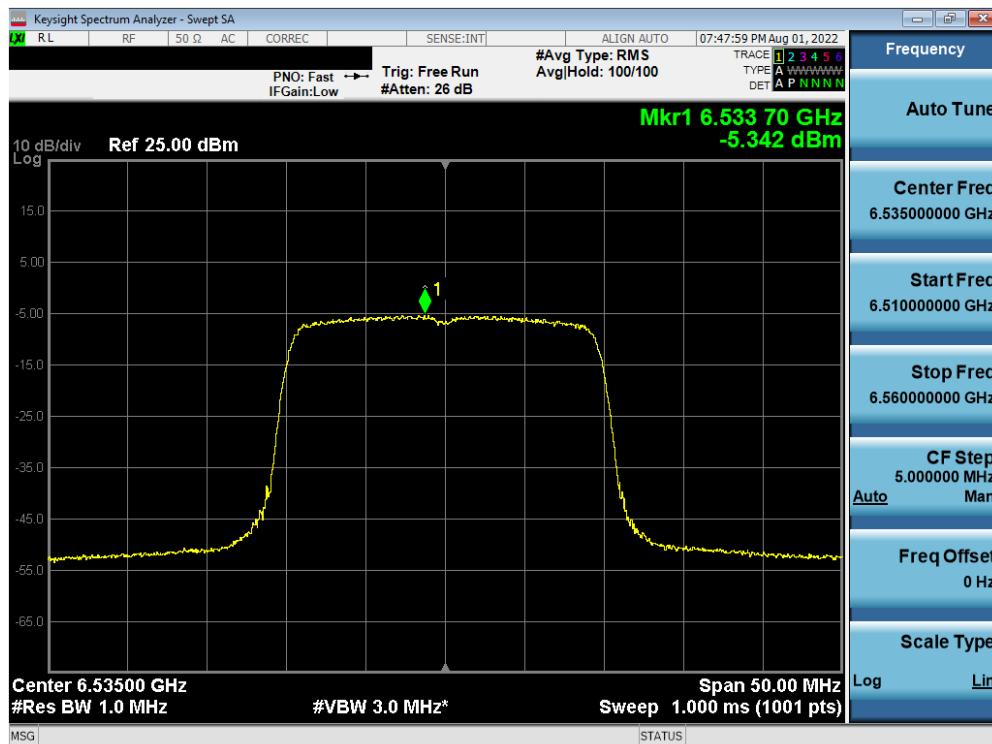 Keysight Spectrum Analyzer - Swept SA
LXI RL RF 50 Ω AC CORREC SENSE:INT ALIGN AUTO 07:47:59 PM Aug 01, 2022
Frequency
#Avg Type: RMS TRACE 1 2 3 4 5 6
PNO: Fast Trig: Free Run Avg|Hold: 100/100 TYPE A WWWWW
IFGain:Low #Atten: 26 dB DET A P N N N N
Auto Tune
Mkr1 6.533 70 GHz
-5.342 dBm
10 dB/div Ref 25.00 dBm
Log
Center Freq
6.535000000 GHz
15.0
5.00
1
-5.00
-15.0
-25.0
-35.0
-45.0
-55.0
-65.0
Start Freq
6.510000000 GHz
Stop Freq
6.560000000 GHz
CF Step
5.000000 MHz
Auto Man
Freq Offset
0 Hz
Scale Type
Log Lin
Center 6.53500 GHz Span 50.00 MHz
#Res BW 1.0 MHz #VBW 3.0 MHz* Sweep 1.000 ms (1001 pts)
MSG STATUS